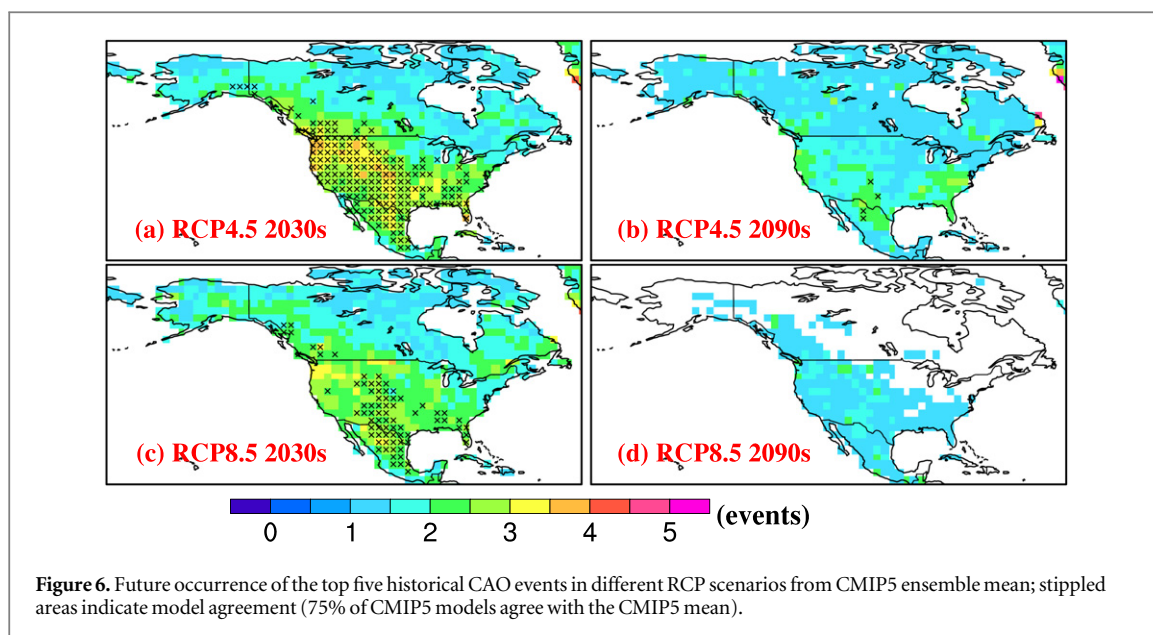 (a) RCP4.5 2030s
(b) RCP4.5 2090s
(c) RCP8.5 2030s
(d) RCP8.5 2090s
0 1 2 3 4 5 (events)
Figure 6. Future occurrence of the top five historical CAO events in different RCP scenarios from CMIP5 ensemble mean; stippled
areas indicate model agreement (75% of CMIP5 models agree with the CMIP5 mean).